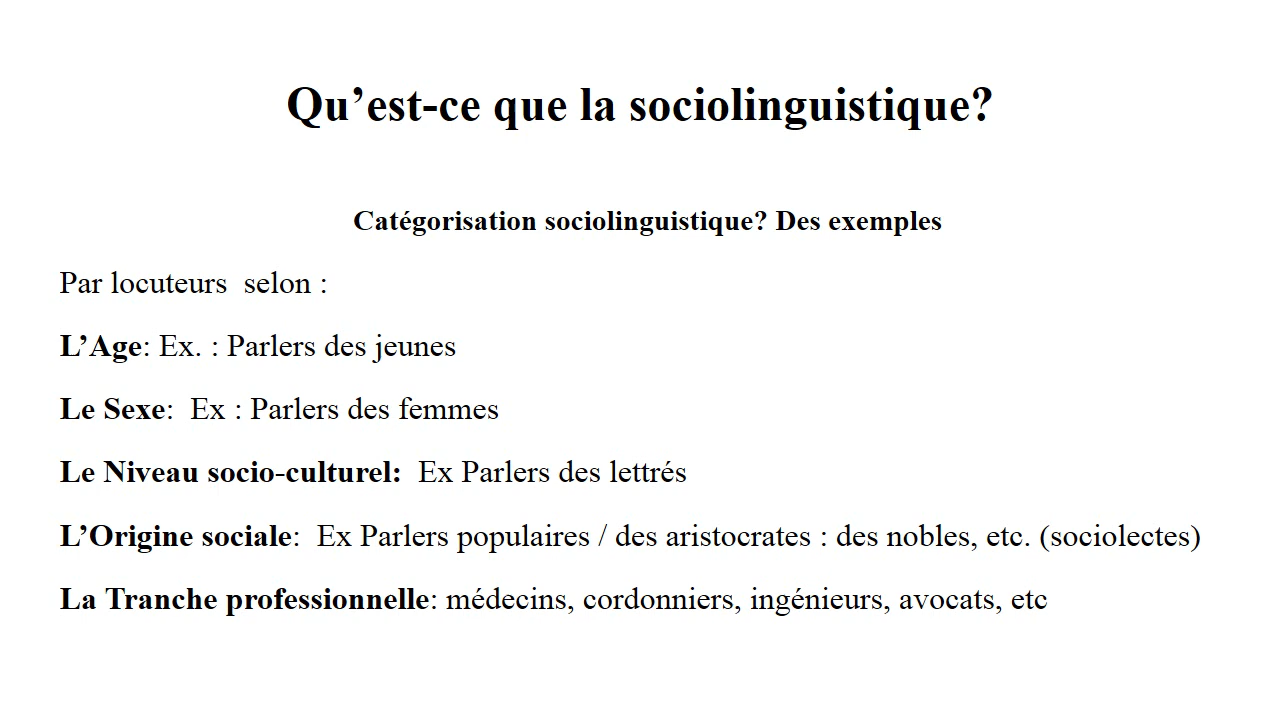 Qu’est-ce que la sociolinguistique?
Catégorisation sociolinguistique? Des exemples
Par locuteurs  selon :
L’Age: Ex. : Parlers des jeunes
Le Sexe:  Ex : Parlers des femmes
Le Niveau socio-culturel:  Ex Parlers des lettrés
L’Origine sociale:  Ex Parlers populaires / des aristocrates : des nobles, etc. (sociolectes)
La Tranche professionnelle: médecins, cordonniers, ingénieurs, avocats, etc